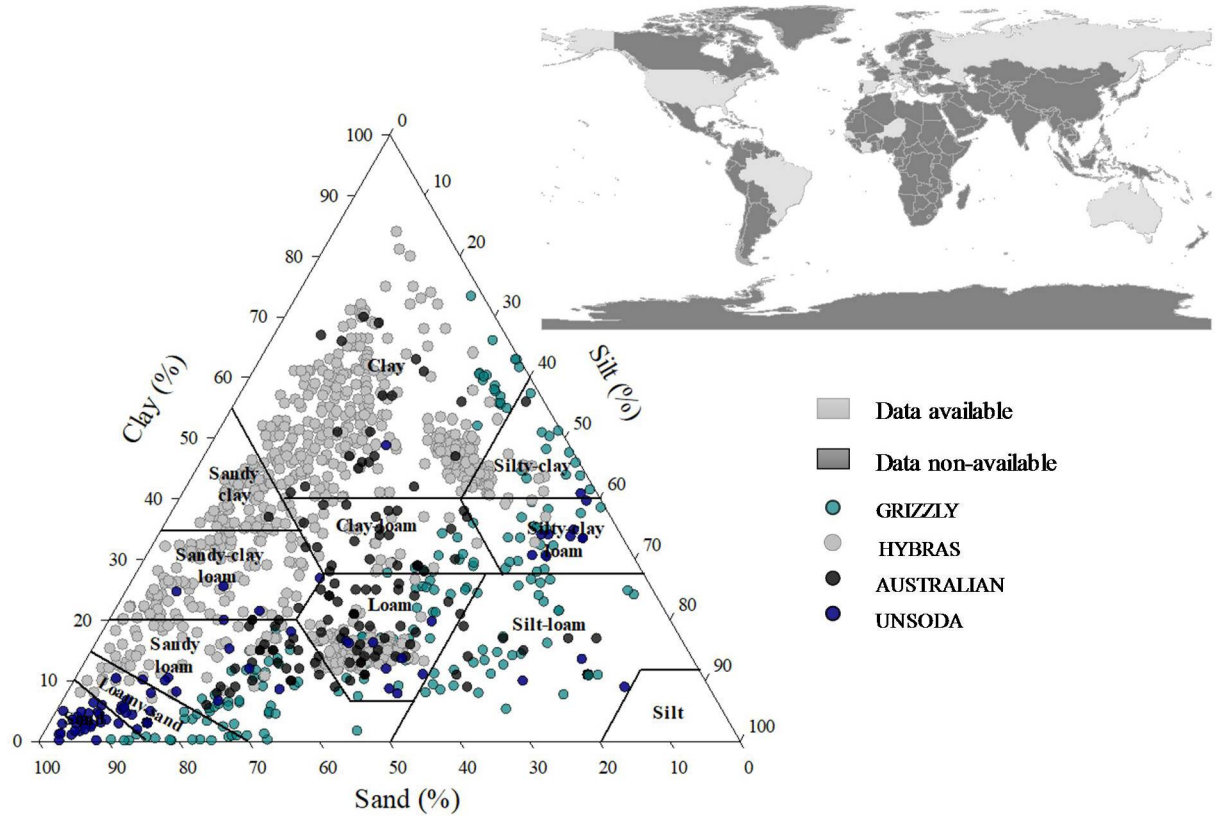 0
100
10
90
20
80
30
70
Clay
40
60
Clay (%)
Silt (%)
50
50
Silty-clay
Sandy
clay
60
40
Clay-loam
Silty-clay
loam
70
30
Sandy-clay
loam
Loam
80
20
Silt-loam
Sandy
loam
90
10
Loamy-sand
Silt
Sand
100
0
100
90
80
70
60
50
40
30
20
10
0
Sand (%)
Data available
Data non-available
GRIZZLY
HYBRAS
AUSTRALIAN
UNSODA